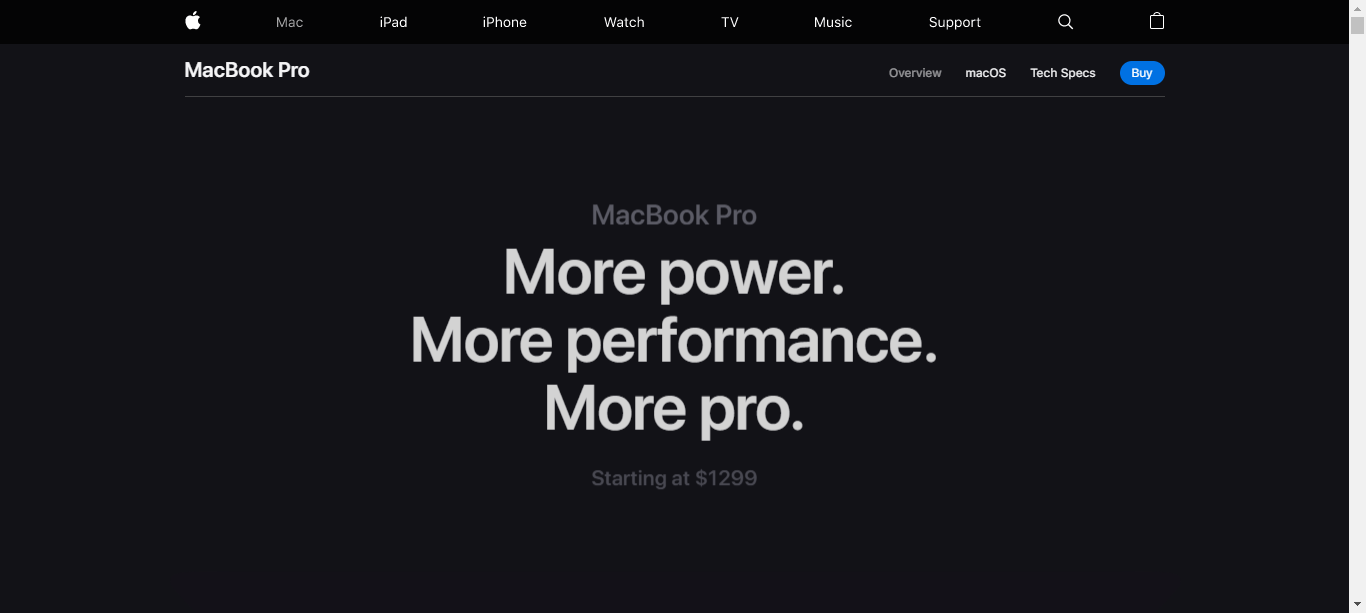 Mac iPad iPhone Watch TV Music Support
MacBook Pro Overview macOS Tech Specs Buy
MacBook Pro
More power.
More performance.
More pro.
Starting at $1299